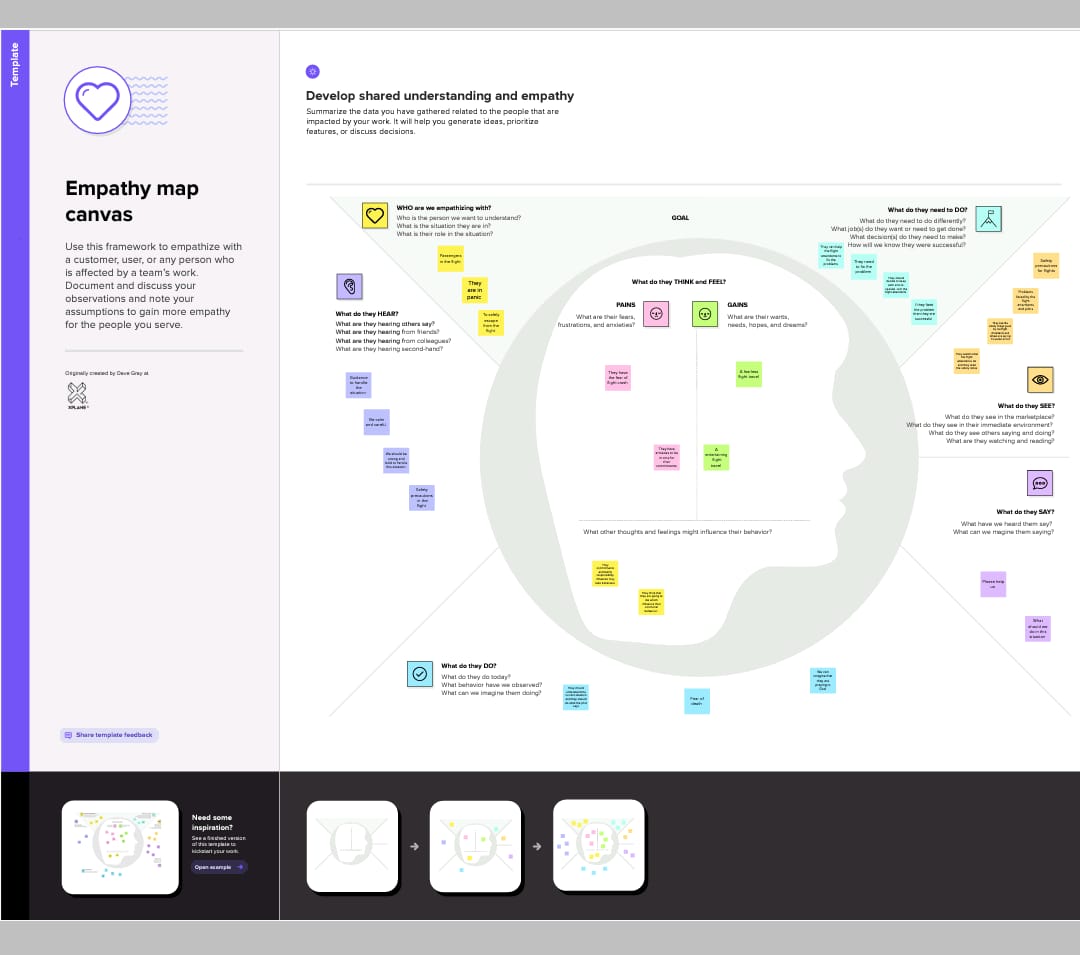 Template
Empathy map
canvas
Use this framework to empathize with
a customer, user, or any person who
is affected by a team's work.
Document and discuss your
observations and note your
assumptions to gain more empathy
for the people you serve.
Originally created by Dave Gray at
XPLANE
Share template feedback
Develop shared understanding and empathy
Summarize the data you have gathered related to the people that are
impacted by your work. It will help you generate ideas, prioritize
features, or discuss decisions.
WHO are we empathizing with?
Who is the person we want to understand?
What is the situation they are in?
What is their role in the situation?
Passengers
in the flight
They
are in
panic
To safely
escape
from the
flight
GOAL
What do they need to DO?
What do they need to do differently?
What job(s) do they want or need to get done?
What decision(s) do they need to make?
How will we know they were successful?
They need
to fix the
problem
What do they HEAR?
What are they hearing others say?
What are they hearing from friends?
What are they hearing from colleagues?
What are they hearing second-hand?
Guidance
to handle
the
situation
We safe
and careful
Safety
precautions
in the
flight
What do they THINK and FEEL?
PAINS
What are their fears,
frustrations, and anxieties?
GAINS
What are their wants,
needs, hopes, and dreams?
They have
the fear of
flight crash
A fearless
flight travel
A
entertaining
flight
travel
What other thoughts and feelings might influence their behavior?
Safety
precautions
for flights
What do they SEE?
What do they see in the marketplace?
What do they see in their immediate environment?
What do they see others saying and doing?
What are they watching and reading?
What do they SAY?
What have we heard them say?
What can we magine them saying?
Please help
us
What
should we
do in this
situation
What do they DO?
What do they do today?
What behavior have we observed?
What can we imagine them doing?
Fear of
death
We can
imagine that
they are
praying to
God
Need some
inspiration?
See a finished version
of this template to
kickstart your work.
Open example